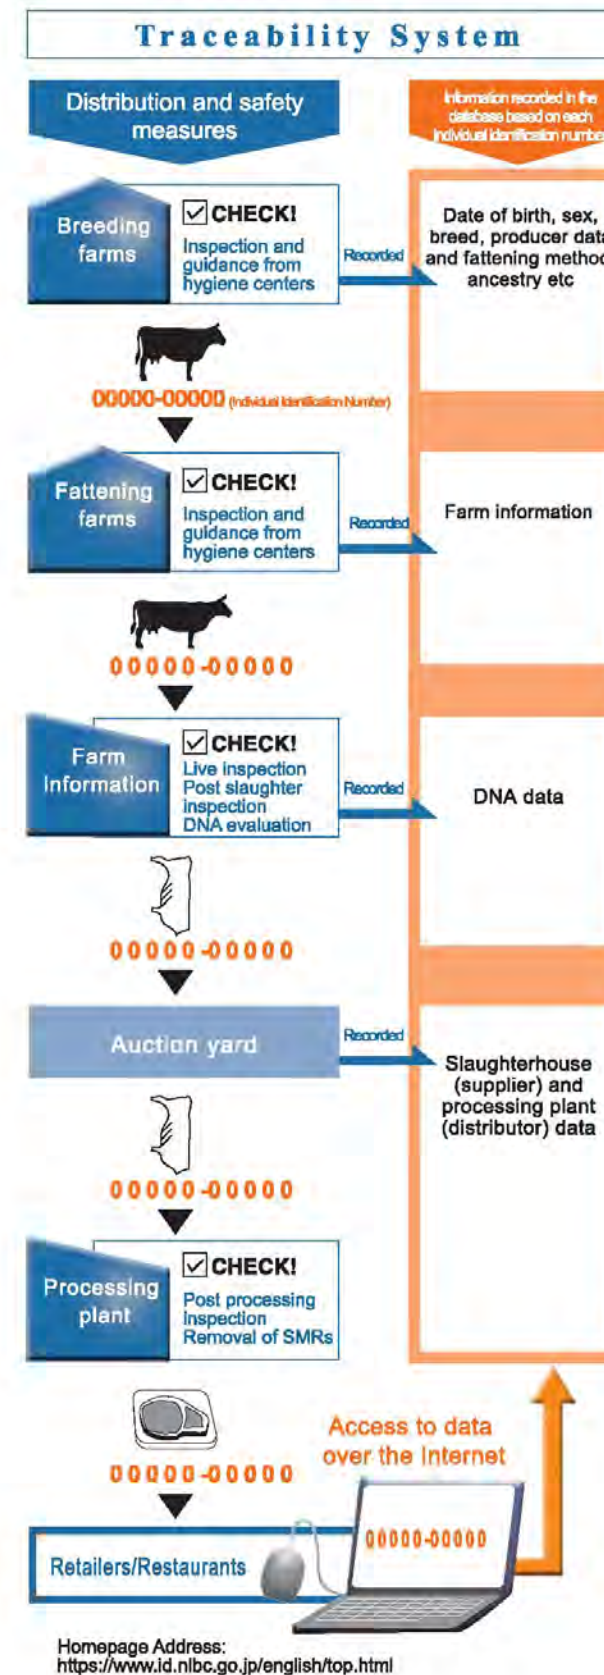 Traceability System
Distribution and safety
measures
Information recorded in the
database based on each
individual identification number
Breeding
farms
CHECK!
Inspection and
guidance from
hygiene centers
Recorded
Date of birth, sex,
breed, producer data
and fattening method
ancestry etc
00000-00000 (Individual Identification Number)
Fattening
farms
CHECK!
Inspection and
guidance from
hygiene centers
Recorded
Farm information
00000-00000
Farm
Information
CHECK!
Live inspection
Post slaughter
inspection
DNA evaluation
Recorded
DNA data
00000-00000
Auction yard
Recorded
Slaughterhouse
(supplier) and
processing plant
(distributor) data
00000-00000
Processing
plant
CHECK!
Post processing
inspection
Removal of SMRs
00000-00000
Access to data
over the Internet
00000-00000
Retailers/Restaurants
Homepage Address:
https://www.id.nlbc.go.jp/english/top.html